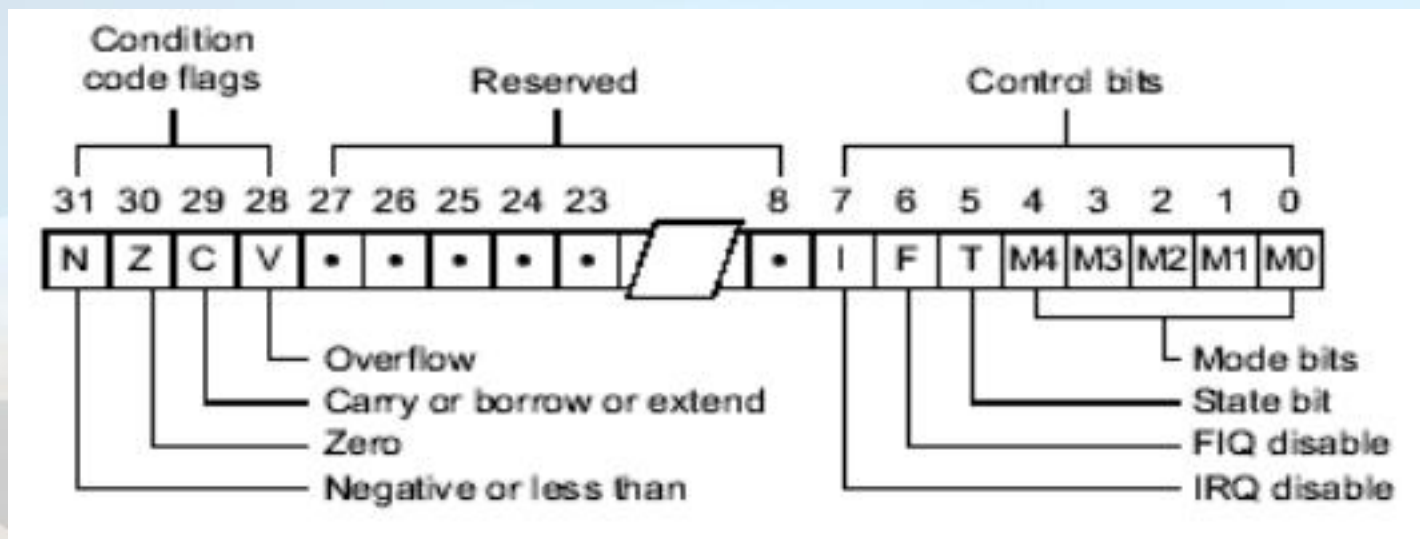 Condition
code flags
Reserved
Control bits
31 30 29 28 27 26 25 24 23 8 7 6 5 4 3 2 1 0
N Z C V • • • • • • I F T M4 M3 M2 M1 M0
Overflow
Mode bits
Carry or borrow or extend
State bit
Zero
FIQ disable
Negative or less than
IRQ disable